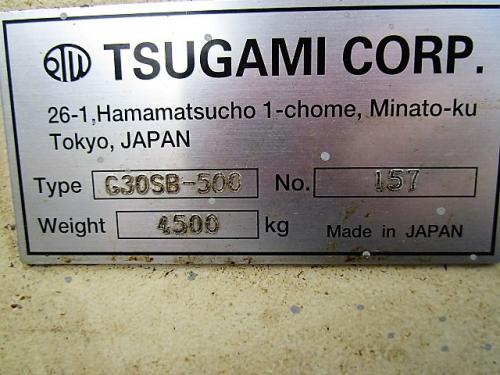 TSUGAMI CORP.
26-1,Hamamatsucho 1-chome, Minato-ku
Tokyo, JAPAN
Type G30SB-500 No. 157
Weight 4500 kg Made in JAPAN